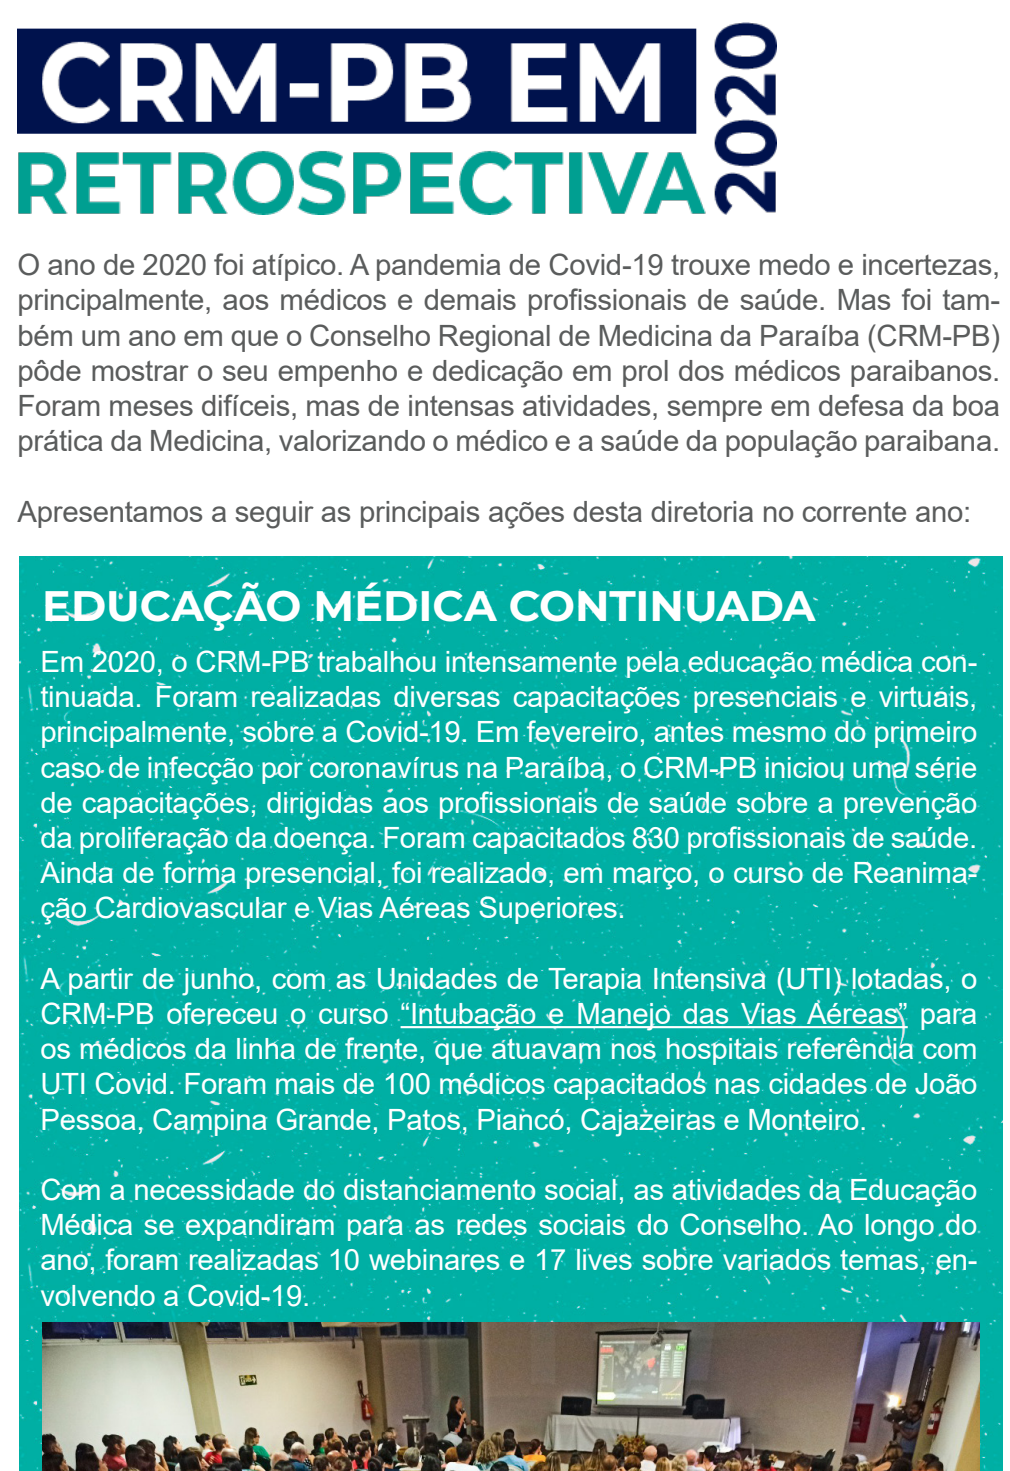 CRM-PB EM
RETROSPECTIVA
2020
O ano de 2020 foi atípico. A pandemia de Covid-19 trouxe medo e incertezas,
principalmente, aos médicos e demais profissionais de saúde. Mas foi tam-
bém um ano em que o Conselho Regional de Medicina da Paraíba (CRM-PB)
pôde mostrar o seu empenho e dedicação em prol dos médicos paraibanos.
Foram meses difíceis, mas de intensas atividades, sempre em defesa da boa
prática da Medicina, valorizando o médico e a saúde da população paraibana.
Apresentamos a seguir as principais ações desta diretoria no corrente ano:
EDUCAÇÃO MÉDICA CONTINUADA
Em 2020, o CRM-PB trabalhou intensamente pela educação médica con-
tinuada. Foram realizadas diversas capacitações presenciais e virtuais,
principalmente, sobre a Covid-19. Em fevereiro, antes mesmo do primeiro
caso de infecção por coronavírus na Paraíba, o CRM-PB iniciou uma série
de capacitações, dirigidas aos profissionais de saúde sobre a prevenção
da proliferação da doença. Foram capacitados 830 profissionais de saúde.
Ainda de forma presencial, foi realizado, em março, o curso de Reanima-
ção Cardiovascular e Vias Aéreas Superiores.
A partir de junho, com as Unidades de Terapia Intensiva (UTI) lotadas, o
CRM-PB ofereceu o curso “Intubação e Manejo das Vias Aéreas” para
os médicos da linha de frente, que atuavam nos hospitais referência com
UTI Covid. Foram mais de 100 médicos capacitados nas cidades de João
Pessoa, Campina Grande, Patos, Piancó, Cajazeiras e Monteiro.
Com a necessidade do distanciamento social, as atividades da Educação
Médica se expandiram para as redes sociais do Conselho. Ao longo do
ano, foram realizadas 10 webinares e 17 lives sobre variados temas, en-
volvendo a Covid-19.